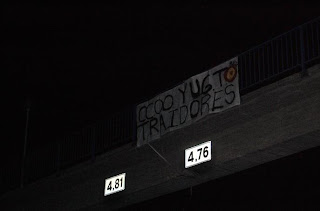 CCOO Y UGT
TRAIDORES
4.81
4.76